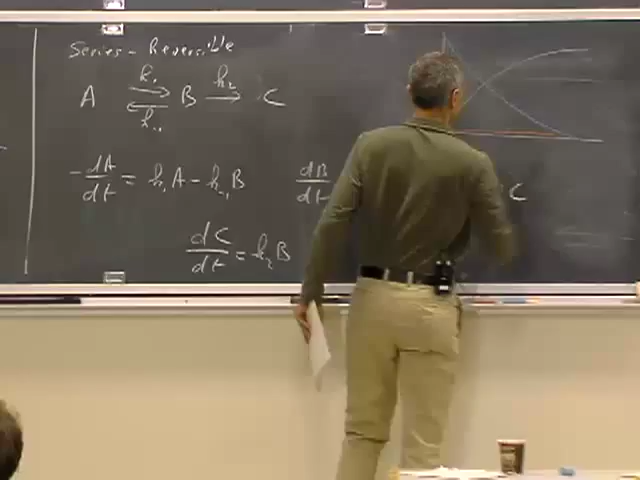 Series - Reversible
A ⇌ B → C
k₁ k₂
k₋₁
-dA/dt = k₁A - k₋₁B dB/dt
C
dC/dt = k₂B